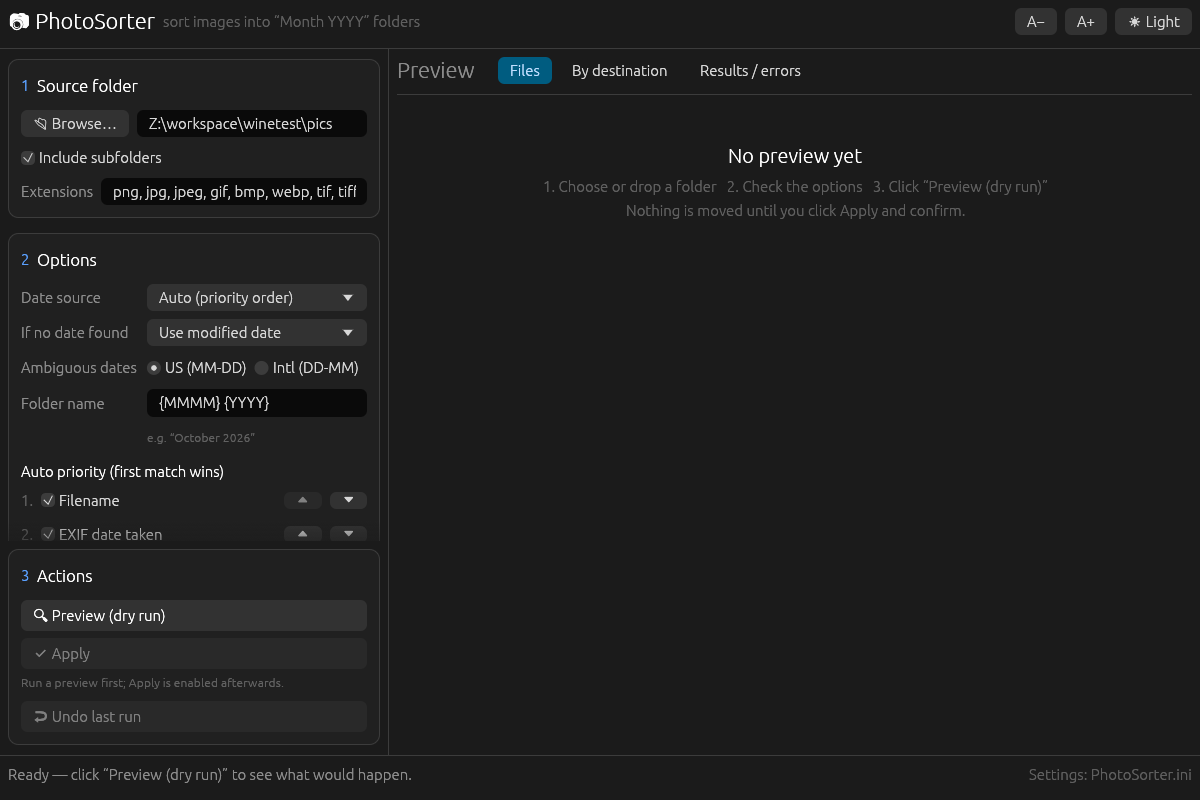 PhotoSorter sort images into “Month YYYY” folders
A− A+ Light
1 Source folder
Browse… Z:\workspace\winetest\pics
Include subfolders
Extensions png, jpg, jpeg, gif, bmp, webp, tif, tiff
2 Options
Date source Auto (priority order)
If no date found Use modified date
Ambiguous dates US (MM-DD) Intl (DD-MM)
Folder name {MMMM} {YYYY}
e.g. “October 2026”
Auto priority (first match wins)
1. Filename
2. EXIF date taken
3 Actions
Preview (dry run)
Apply
Run a preview first; Apply is enabled afterwards.
Undo last run
Preview Files By destination Results / errors
No preview yet
1. Choose or drop a folder 2. Check the options 3. Click “Preview (dry run)”
Nothing is moved until you click Apply and confirm.
Ready — click “Preview (dry run)” to see what would happen.
Settings: PhotoSorter.ini